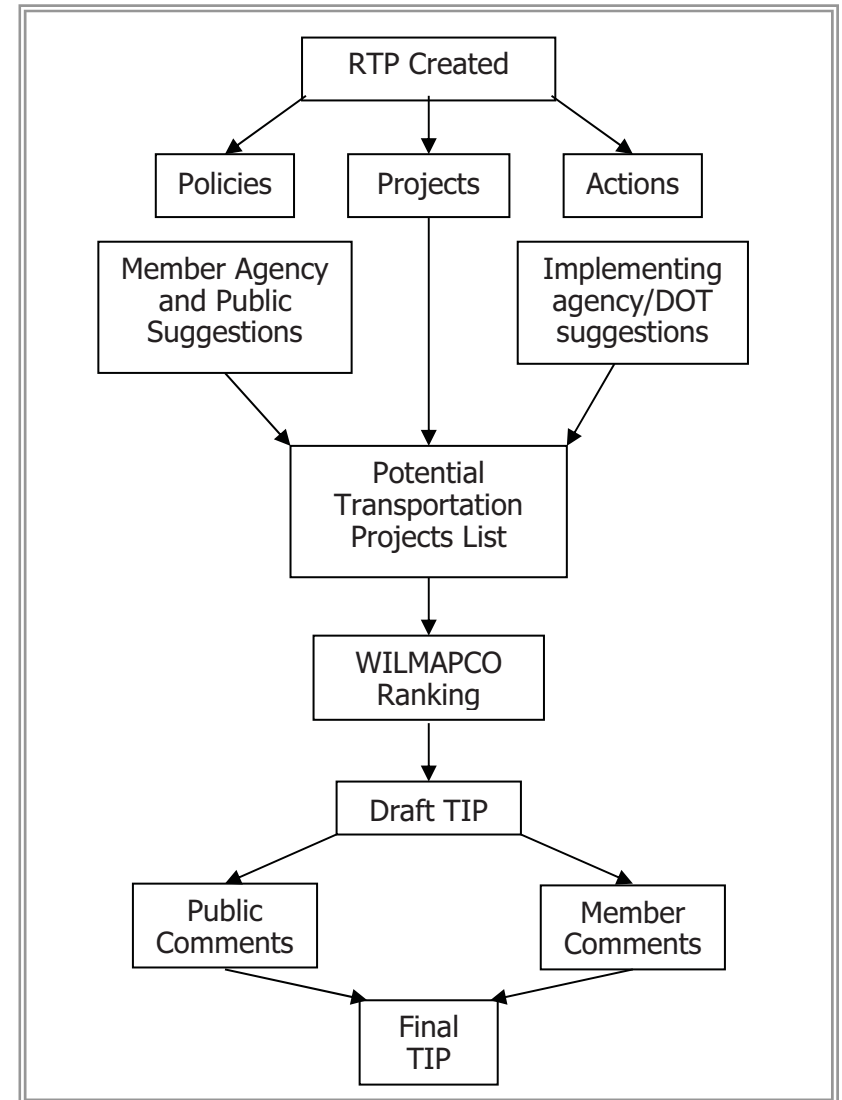 RTP Created
Policies
Projects
Actions
Member Agency
and Public
Suggestions
Implementing
agency/DOT
suggestions
Potential
Transportation
Projects List
WILMAPCO
Ranking
Draft TIP
Public
Comments
Member
Comments
Final
TIP